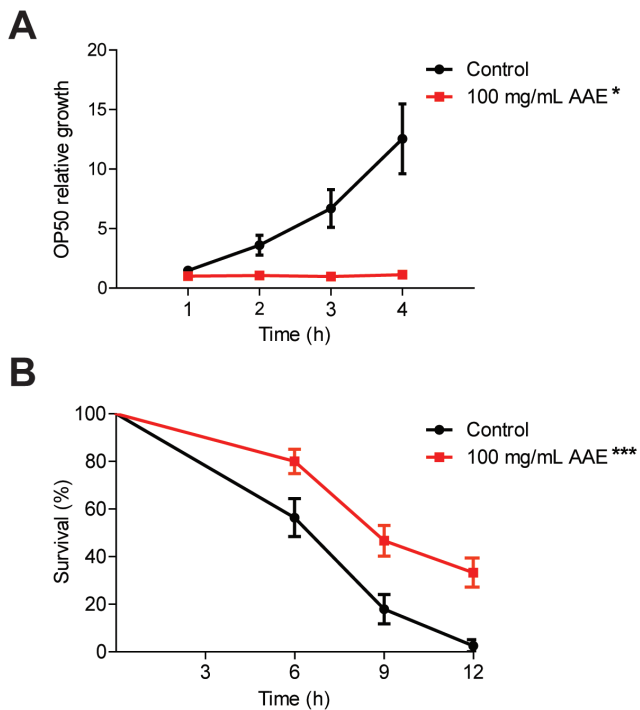 A
20
15
10
5
0
OP50 relative growth
1 2 3 4
Time (h)
Control
100 mg/mL AAE *
B
100
80
60
40
20
0
Survival (%)
3 6 9 12
Time (h)
Control
100 mg/mL AAE ***